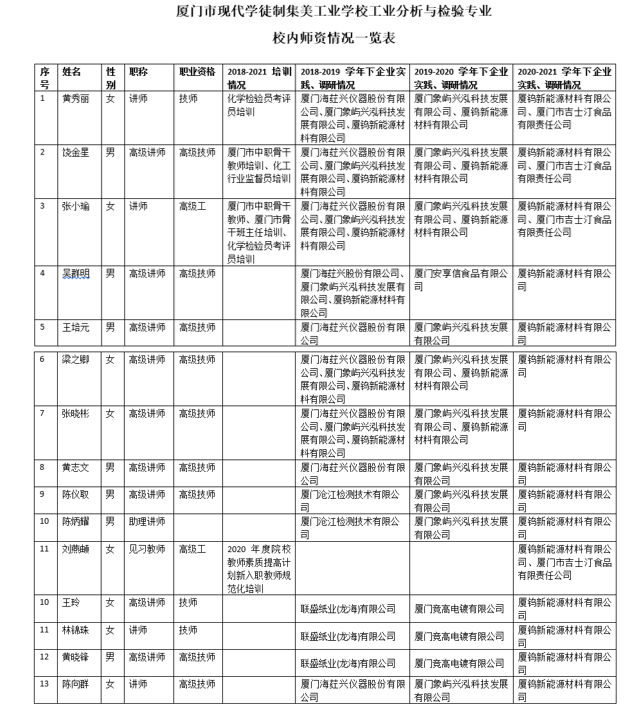 厦门市现代学徒制集美工业学校工业分析与检验专业
校内师资情况一览表
序号 姓名 性别 职称 职业资格 2018-2021 培训情况 2018-2019 学年下企业实践、调研情况 2019-2020 学年下企业实践、调研情况 2020-2021 学年下企业实践、调研情况
1 黄秀丽 女 讲师 技师 化学检验员考评员培训 厦门海荭兴仪器股份有限公司、厦门象屿兴泓科技发展有限公司、厦钨新能源材料有限公司 厦门象屿兴泓科技发展有限公司、厦钨新能源材料有限公司 厦钨新能源材料有限公司、厦门市吉士汀食品有限责任公司
2 饶金星 男 高级讲师 高级技师 厦门市中职骨干教师培训、化工行业监督员培训 厦门海荭兴仪器股份有限公司、厦门象屿兴泓科技发展有限公司、厦钨新能源材料有限公司 厦门象屿兴泓科技发展有限公司、厦钨新能源材料有限公司 厦钨新能源材料有限公司、厦门市吉士汀食品有限责任公司
3 张小瑜 女 讲师 高级工 厦门市中职骨干教师、厦门市骨干班主任培训、化学检验员考评员培训 厦门海荭兴仪器股份有限公司、厦门象屿兴泓科技发展有限公司、厦钨新能源材料有限公司 厦门象屿兴泓科技发展有限公司、厦钨新能源材料有限公司 厦钨新能源材料有限公司、厦门市吉士汀食品有限责任公司
4 吴群明 男 高级讲师 高级技师 厦门海荭兴股份有限公司、厦门象屿兴泓科技发展有限公司、厦钨新能源材料有限公司 厦门安享信食品有限公司 厦钨新能源材料有限公司
5 王培元 男 高级讲师 高级技师 厦门海荭兴仪器股份有限公司 厦门象屿兴泓科技发展有限公司 厦钨新能源材料有限公司
6 梁之卿 女 高级讲师 高级技师 厦门海荭兴仪器股份有限公司、厦门象屿兴泓科技发展有限公司、厦钨新能源材料有限公司 厦门象屿兴泓科技发展有限公司、厦钨新能源材料有限公司 厦钨新能源材料有限公司
7 张晓彬 女 高级讲师 高级技师 厦门海荭兴仪器股份有限公司、厦门象屿兴泓科技发展有限公司、厦钨新能源材料有限公司 厦门象屿兴泓科技发展有限公司、厦钨新能源材料有限公司 厦钨新能源材料有限公司
8 黄志文 男 高级讲师 高级技师 厦门海荭兴仪器股份有限公司 厦门象屿兴泓科技发展有限公司 厦钨新能源材料有限公司
9 陈仪取 男 高级讲师 高级技师 厦门沧江检测技术有限公司 厦门象屿兴泓科技发展有限公司 厦钨新能源材料有限公司
10 陈炳耀 男 助理讲师 厦门沧江检测技术有限公司 厦门象屿兴泓科技发展有限公司 厦钨新能源材料有限公司
11 刘燕 女 见习教师 高级工 2020 年度院校教师素质提高计划新入职教师规范化培训 厦钨新能源材料有限公司、厦门市吉士汀食品有限责任公司
10 王玲 女 高级讲师 技师 联盛纸业(龙海)有限公司 厦门竞高电镀有限公司 厦钨新能源材料有限公司
11 林锦珠 女 讲师 技师 联盛纸业(龙海)有限公司 厦门竞高电镀有限公司 厦钨新能源材料有限公司
12 黄晓锋 男 高级讲师 高级技师 联盛纸业(龙海)有限公司 厦门竞高电镀有限公司 厦钨新能源材料有限公司
13 陈向群 女 讲师 高级技师 厦门海荭兴仪器股份有限公司 厦门象屿兴泓科技发展有限公司 厦钨新能源材料有限公司